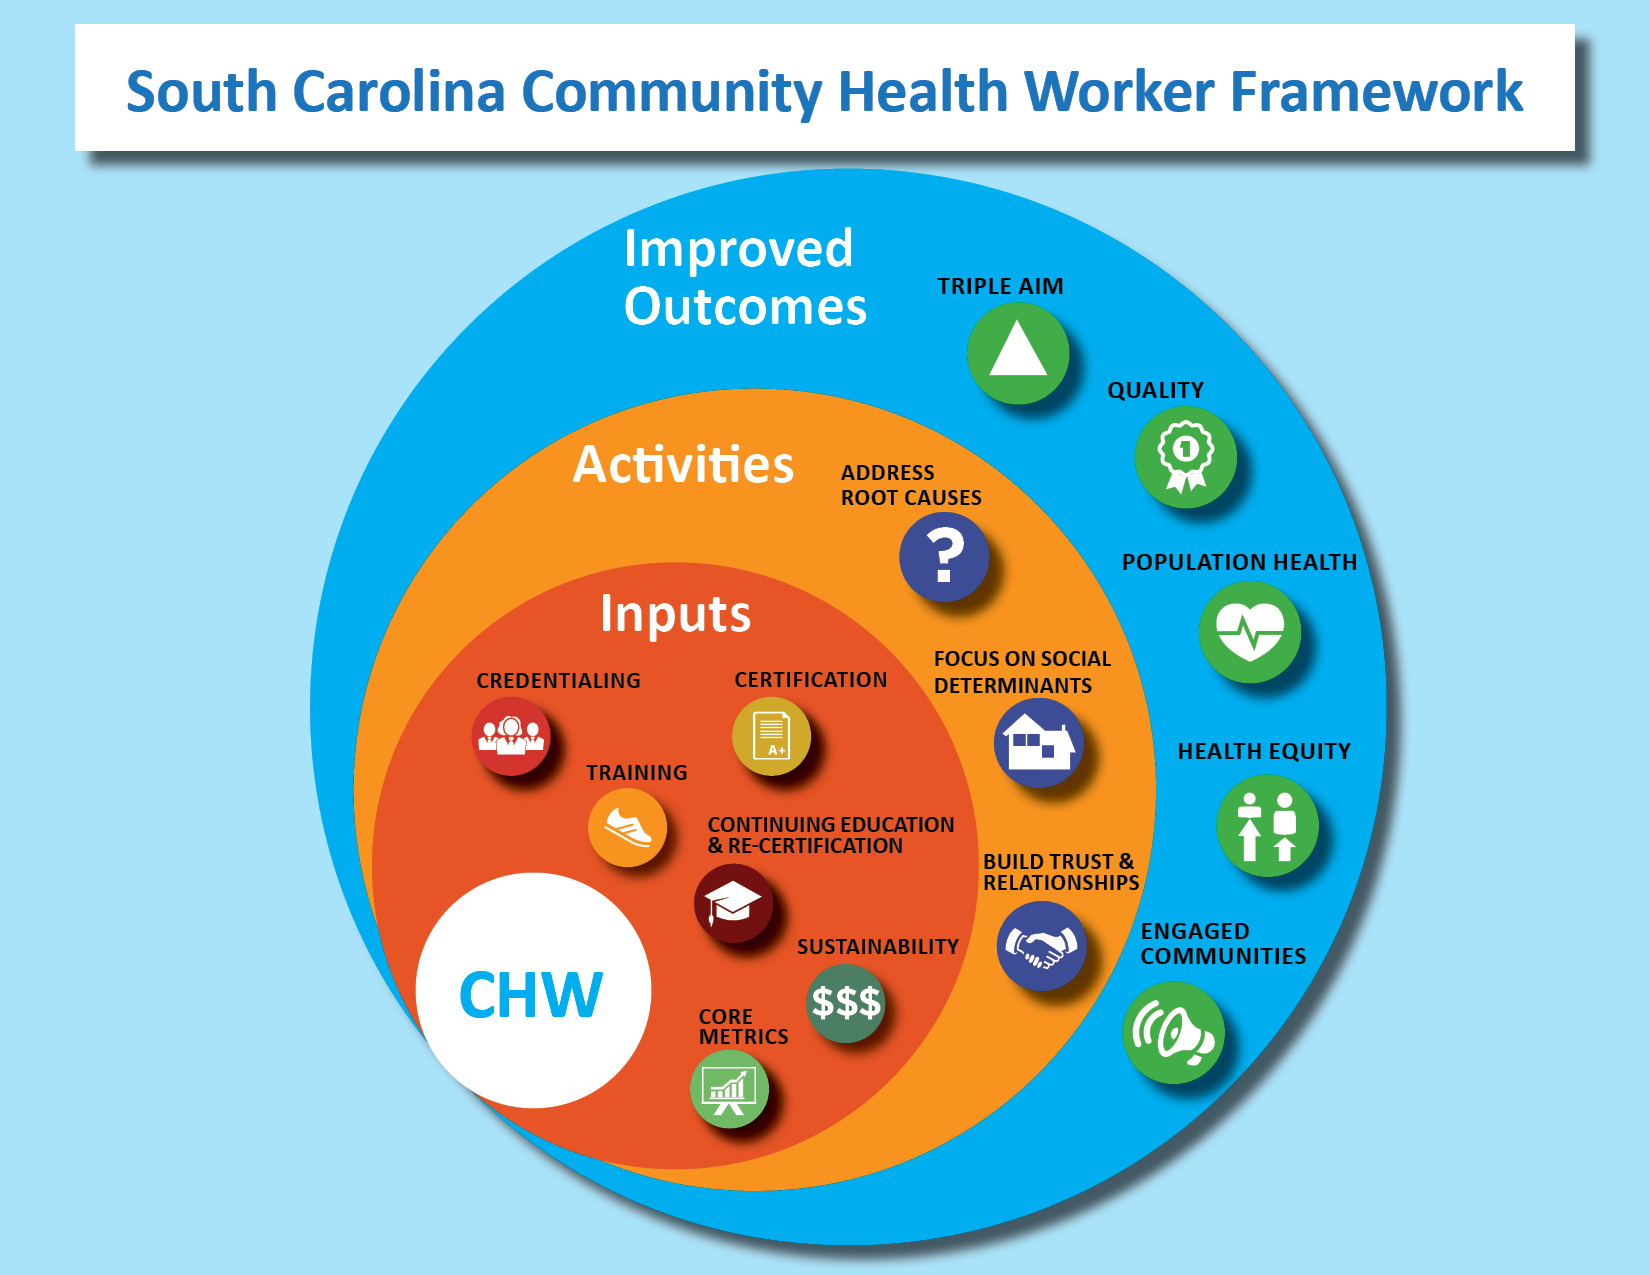 South Carolina Community Health Worker Framework
Improved
Outcomes
TRIPLE AIM
QUALITY
1
POPULATION HEALTH
HEALTH EQUITY
ENGAGED
COMMUNITIES
Activities
ADDRESS
ROOT CAUSES
?
FOCUS ON SOCIAL
DETERMINANTS
BUILD TRUST &
RELATIONSHIPS
Inputs
CREDENTIALING
CERTIFICATION
A+
TRAINING
CONTINUING EDUCATION
& RE-CERTIFICATION
SUSTAINABILITY
$$$
CORE
METRICS
CHW